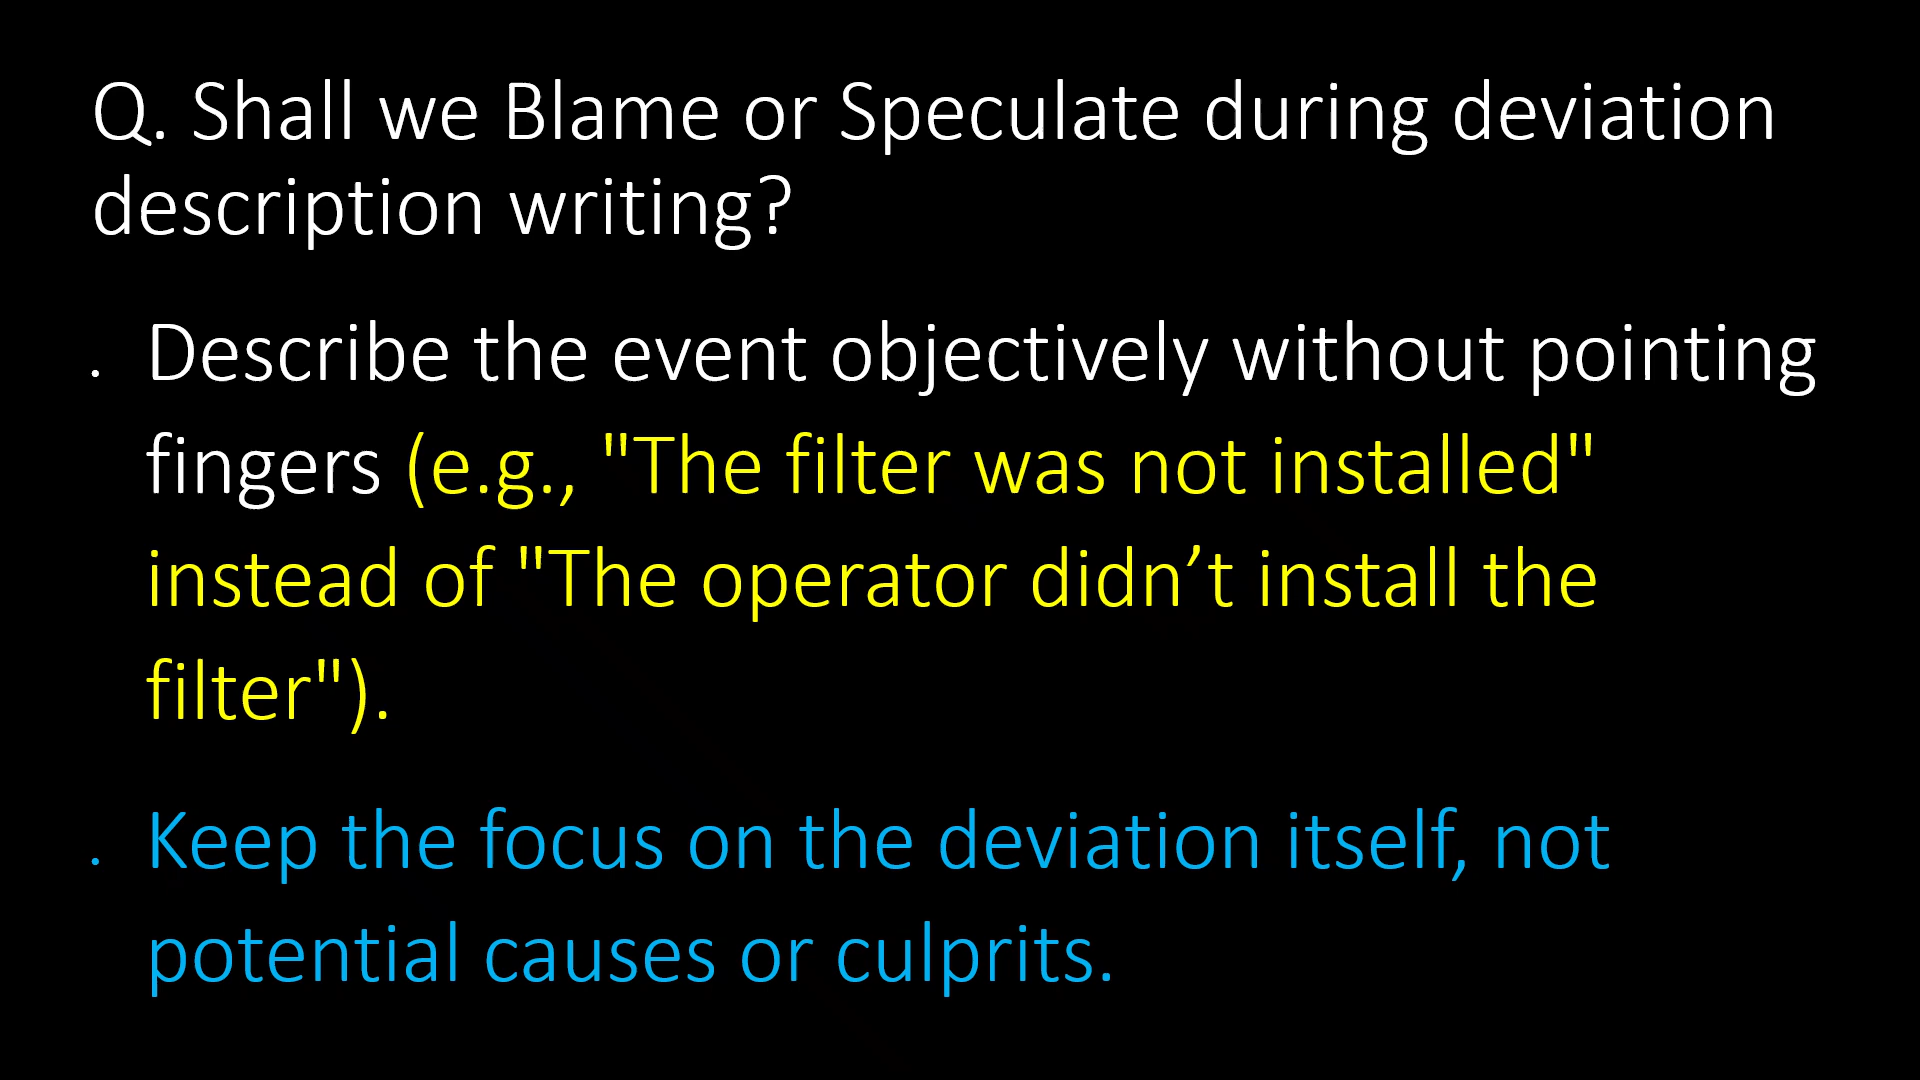 Q. Shall we Blame or Speculate during deviation
description writing?
• Describe the event objectively without pointing
fingers (e.g., "The filter was not installed"
instead of "The operator didn’t install the
filter").
• Keep the focus on the deviation itself, not
potential causes or culprits.